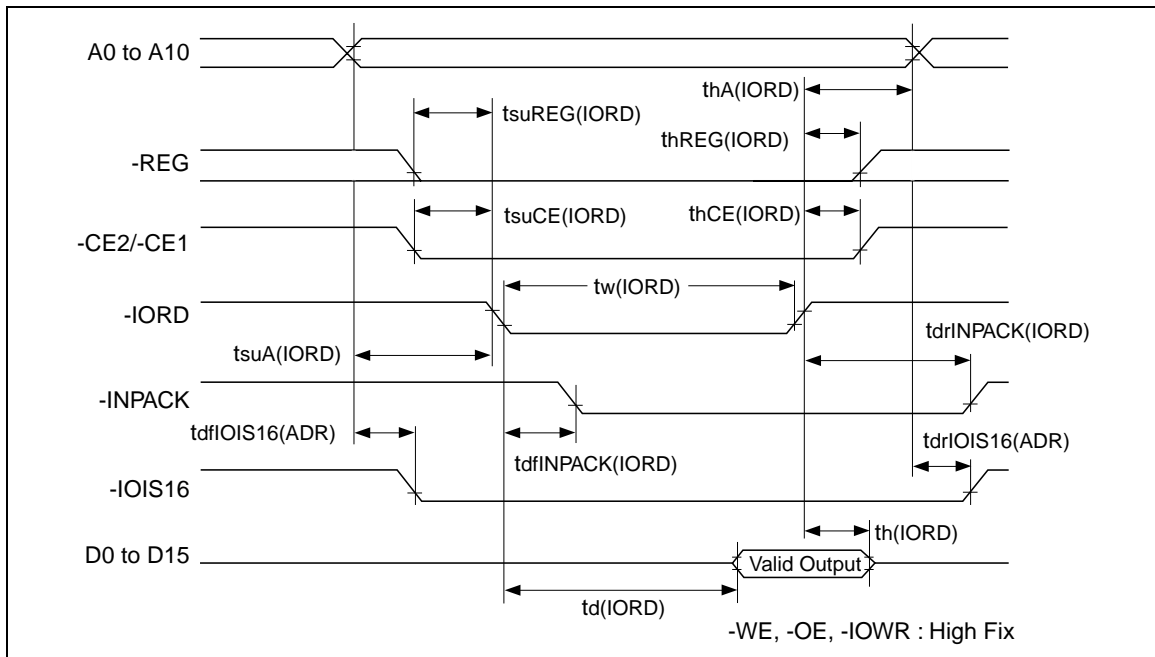 A0 to A10
thA(IORD)
tsuREG(IORD)
thREG(IORD)
-REG
tsuCE(IORD)
thCE(IORD)
-CE2/-CE1
tw(IORD)
-IORD
tdrINPACK(IORD)
tsuA(IORD)
-INPACK
tdfIOIS16(ADR)
tdrIOIS16(ADR)
tdfINPACK(IORD)
-IOIS16
th(IORD)
D0 to D15
Valid Output
td(IORD)
-WE, -OE, -IOWR : High Fix